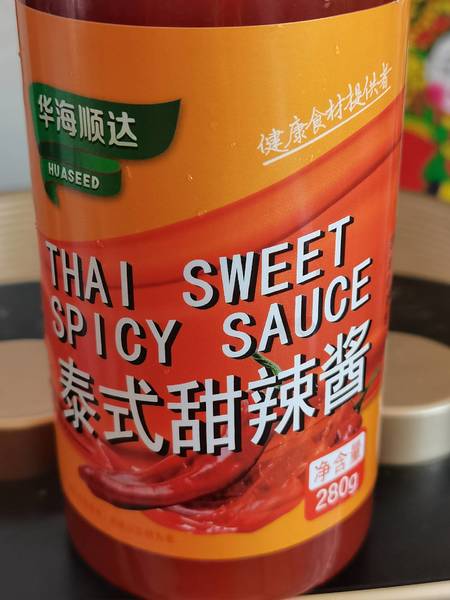 华海顺达
HUASEED
健康食材提供者
THAI SWEET
SPICY SAUCE
泰式甜辣酱
净含量
280g